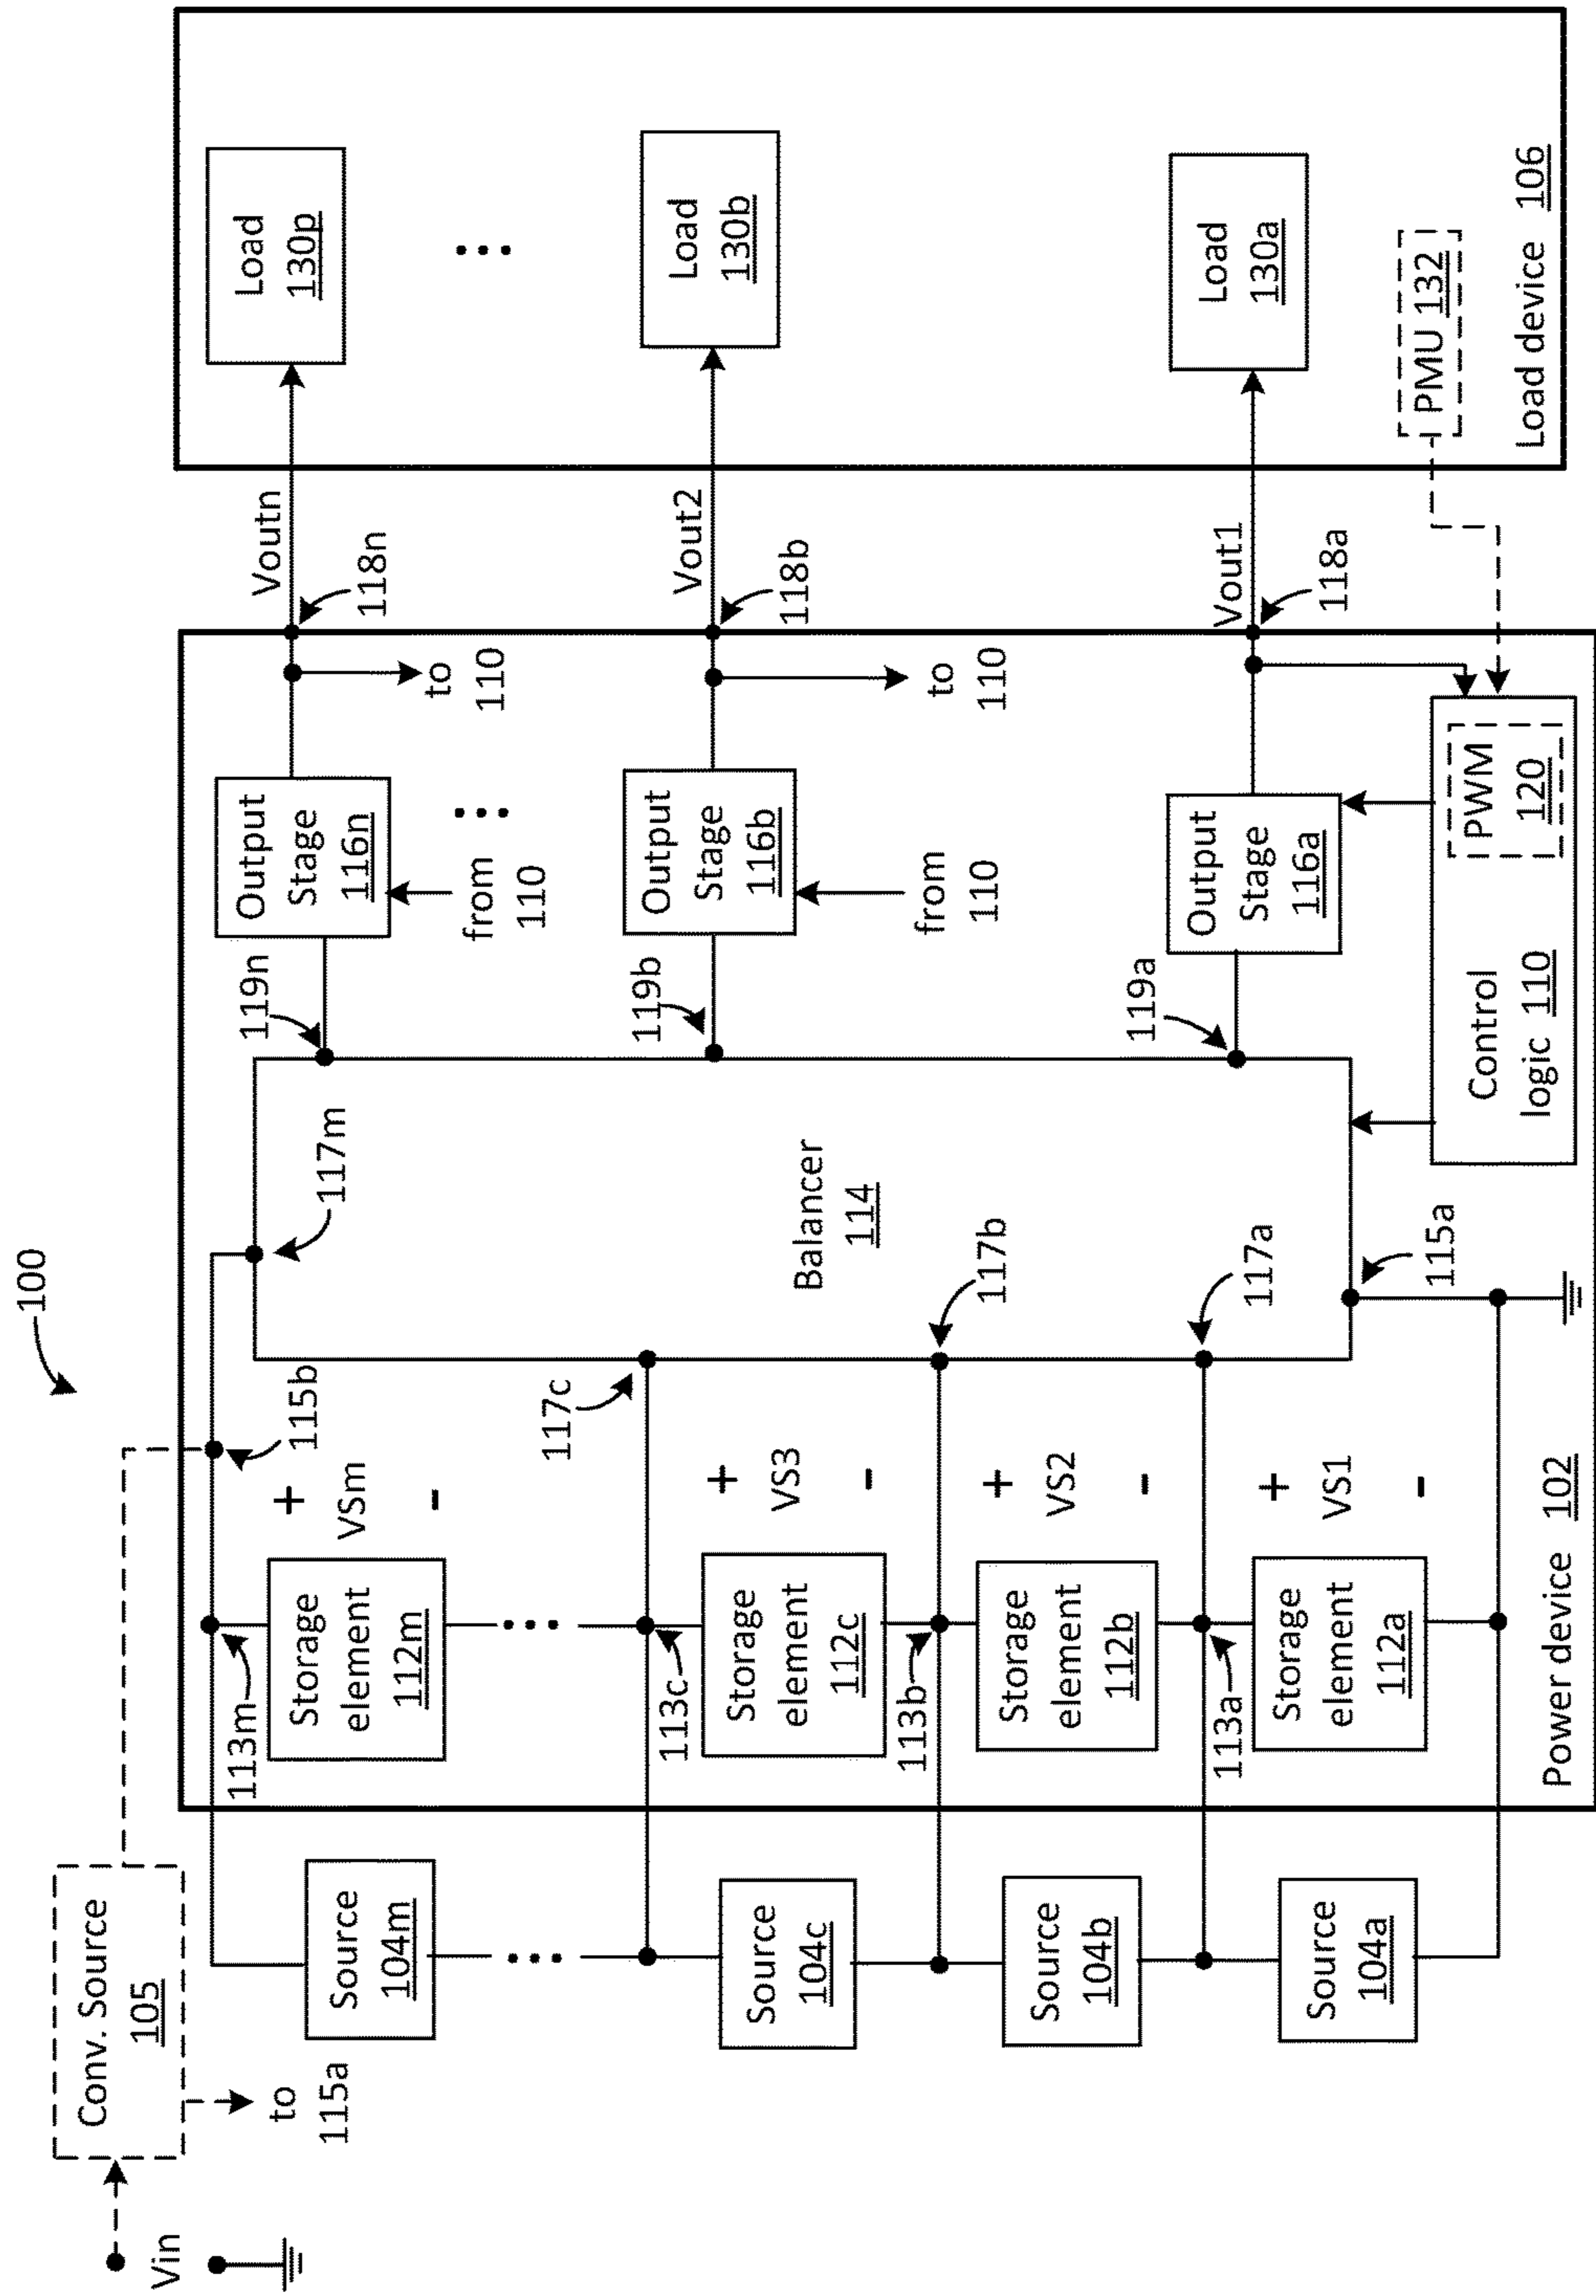 100
Vin
Conv. Source
105
to
115a
Source
104m
...
Source
104c
Source
104b
Source
104a
113m
Storage
element
112m
+
VSm
-
...
113c
Storage
element
112c
+
VS3
-
113b
Storage
element
112b
+
VS2
-
113a
Storage
element
112a
+
VS1
-
Power device 102
115b
117m
117c
117b
117a
115a
Balancer
114
119n
119b
119a
Output
Stage
116n
from
110
...
to
110
Output
Stage
116b
from
110
to
110
Output
Stage
116a
Control
logic 110
PWM
120
Voutn
118n
Vout2
118b
Vout1
118a
Load
130p
...
Load
130b
Load
130a
PMU 132
Load device 106